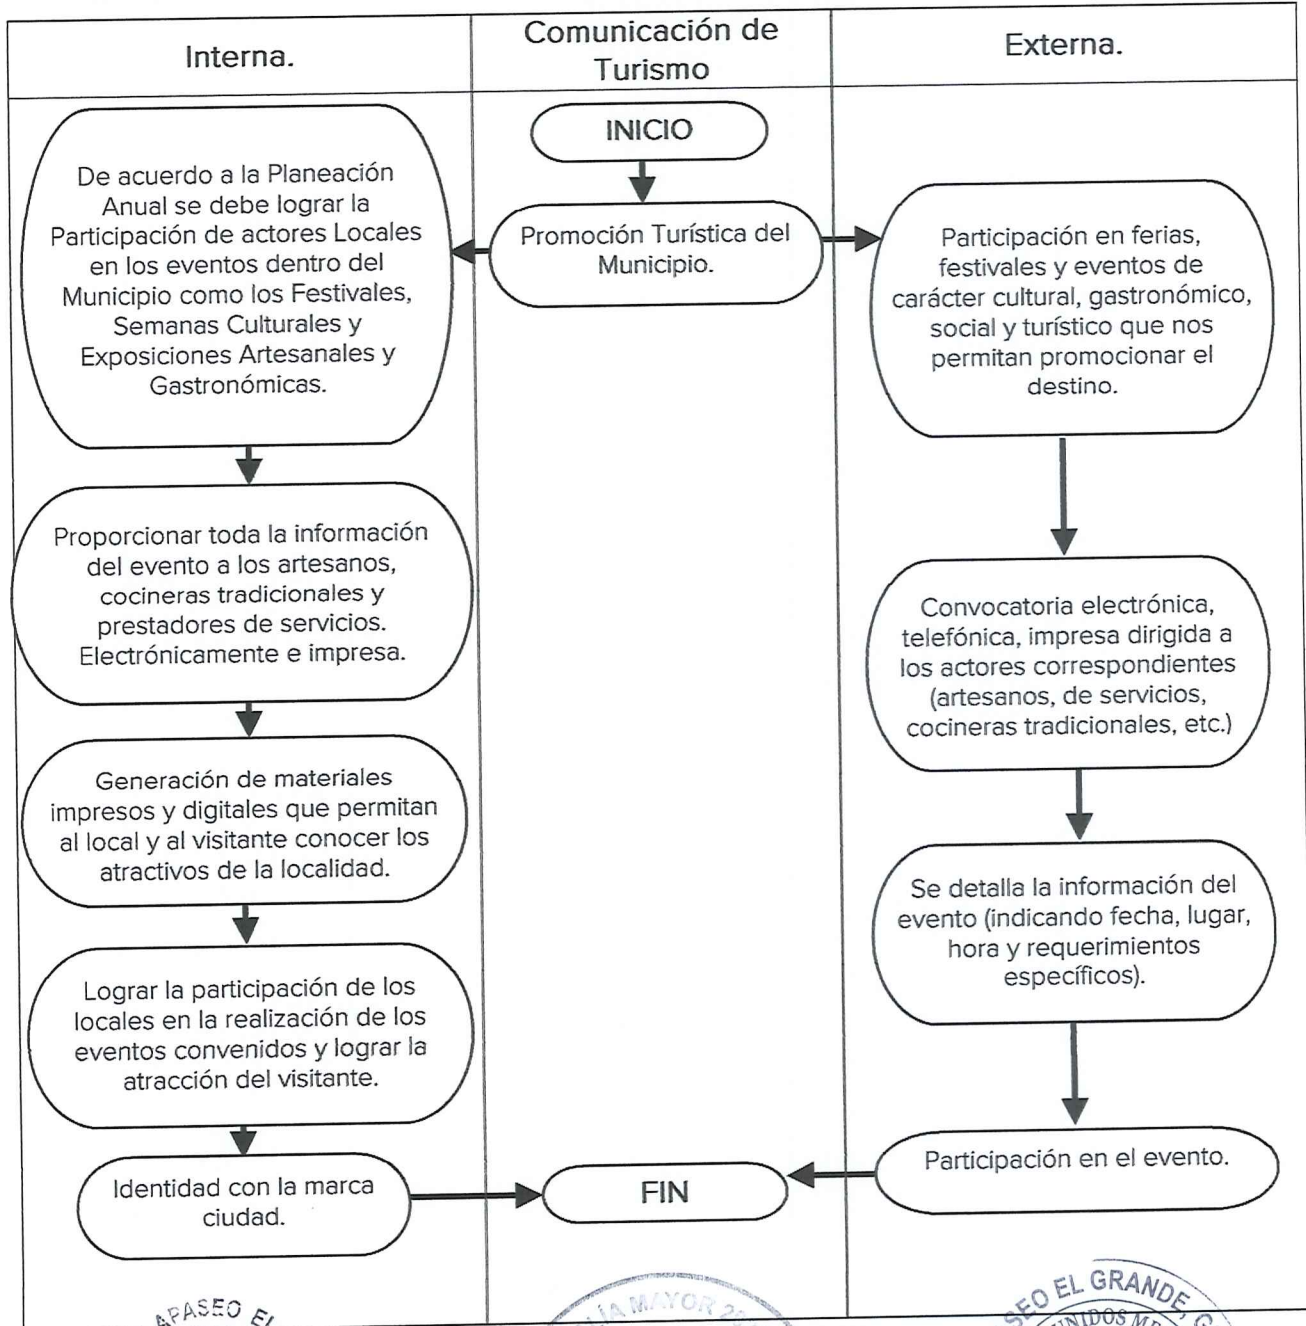 Interna.
Comunicación de
Turismo
Externa.
INICIO
Promoción Turística del
Municipio.
De acuerdo a la Planeación
Anual se debe lograr la
Participación de actores Locales
en los eventos dentro del
Municipio como los Festivales,
Semanas Culturales y
Exposiciones Artesanales y
Gastronómicas.
Proporcionar toda la información
del evento a los artesanos,
cocineras tradicionales y
prestadores de servicios.
Electrónicamente e impresa.
Generación de materiales
impresos y digitales que permitan
al local y al visitante conocer los
atractivos de la localidad.
Lograr la participación de los
locales en la realización de los
eventos convenidos y lograr la
atracción del visitante.
Identidad con la marca
ciudad.
Participación en ferias,
festivales y eventos de
carácter cultural, gastronómico,
social y turístico que nos
permitan promocionar el
destino.
Convocatoria electrónica,
telefónica, impresa dirigida a
los actores correspondientes
(artesanos, de servicios,
cocineras tradicionales, etc.)
Se detalla la información del
evento (indicando fecha, lugar,
hora y requerimientos
específicos).
Participación en el evento.
FIN
APASEO
MAYOR
EL GRANDE,